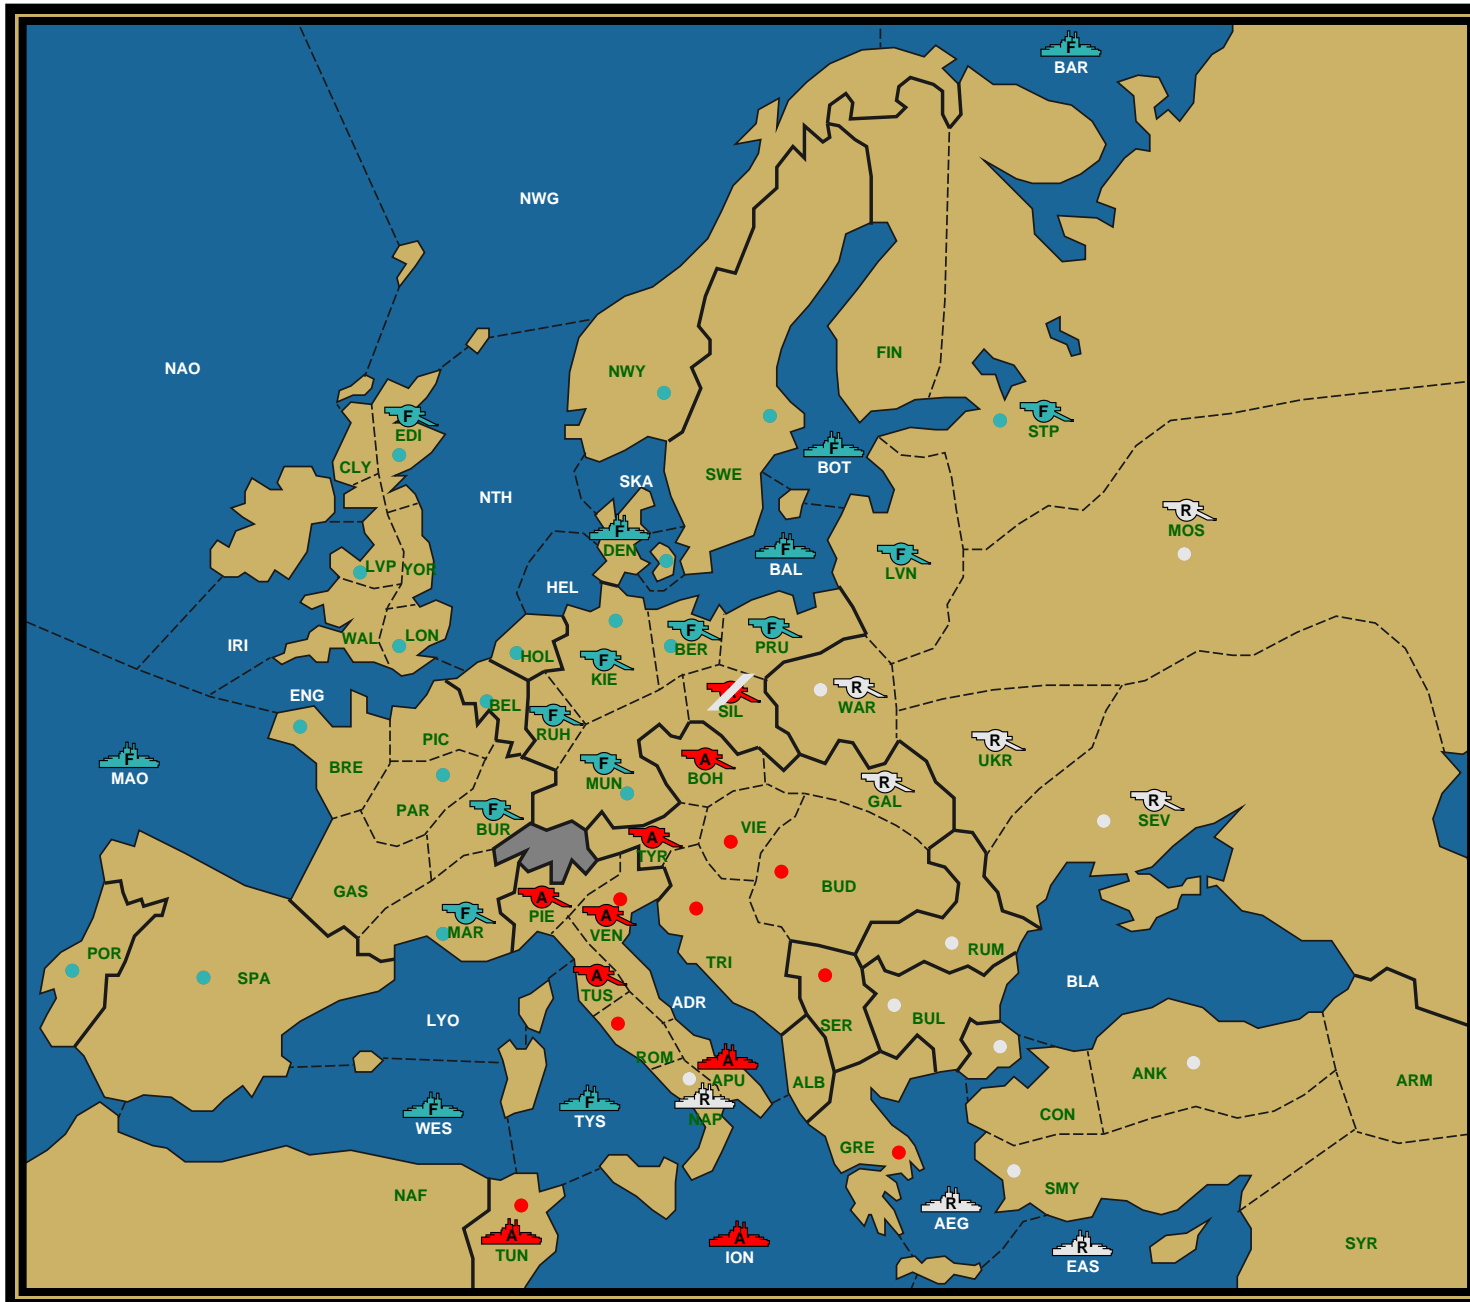 F
BAR
NWG
NAO
FIN
NWY
F
EDI
F
STP
CLY
F
BOT
SKA
SWE
NTH
R
MOS
F
DEN
F
BAL
F
LVN
LVP YOR
HEL
WAL
LON
IRI
HOL
F
KIE
F
BER
F
PRU
ENG
BEL
F
RUH
SIL
R
WAR
PIC
R
UKR
F
MAO
BRE
F
MUN
A
BOH
R
GAL
PAR
F
BUR
VIE
R
SEV
A
TYR
GAS
BUD
A
PIE
F
MAR
A
VEN
POR
SPA
TRI
RUM
A
TUS
BLA
ADR
LYO
SER
BUL
ROM
A
APU
ALB
ANK
ARM
F
WES
F
TYS
R
NAP
CON
GRE
NAF
SMY
R
AEG
A
TUN
A
ION
R
EAS
SYR